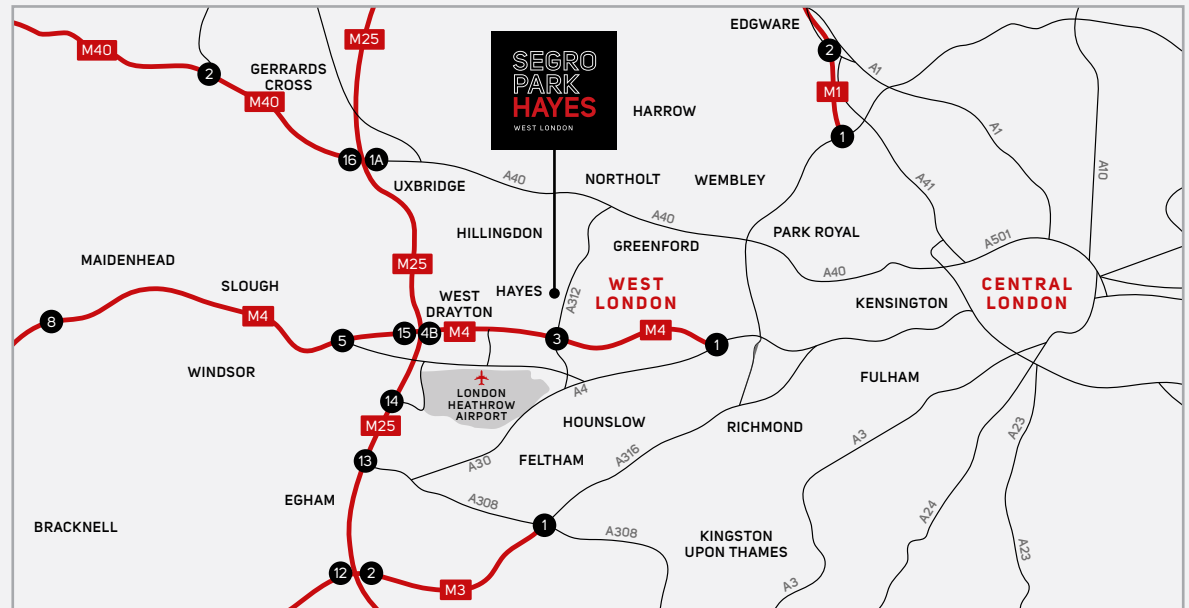 EDGWARE
M25
M40
2
SEGRO
PARK
HAYES
WEST LONDON
2
GERRARDS
CROSS
A1
M1
M40
HARROW
A1
1
16
1A
A10
A40
NORTHOLT
WEMBLEY
A41
UXBRIDGE
A40
HILLINGDON
PARK ROYAL
A501
GREENFORD
MAIDENHEAD
M25
A40
SLOUGH
HAYES
WEST
DRAYTON
A312
WEST
LONDON
CENTRAL
LONDON
KENSINGTON
8
M4
5
15
4B
M4
3
M4
1
WINDSOR
FULHAM
LONDON
HEATHROW
AIRPORT
A4
14
M25
HOUNSLOW
RICHMOND
A3
A23
13
A30
FELTHAM
A316
EGHAM
A308
BRACKNELL
1
A308
KINGSTON
UPON THAMES
A24
A23
12
2
M3
A3